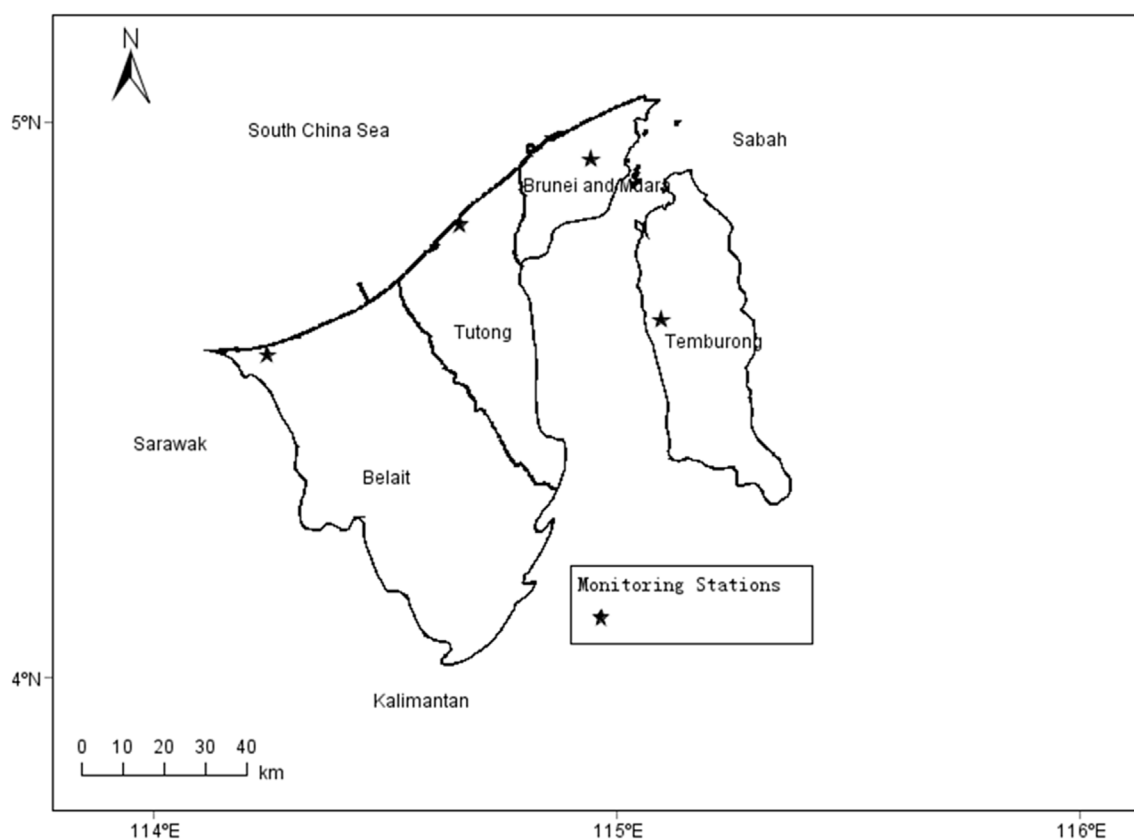 N
5°N
South China Sea
Sabah
Brunei and Muara
Tutong
Temburong
Sarawak
Belait
Monitoring Stations
4°N
Kalimantan
0 10 20 30 40
km
114°E 115°E 116°E